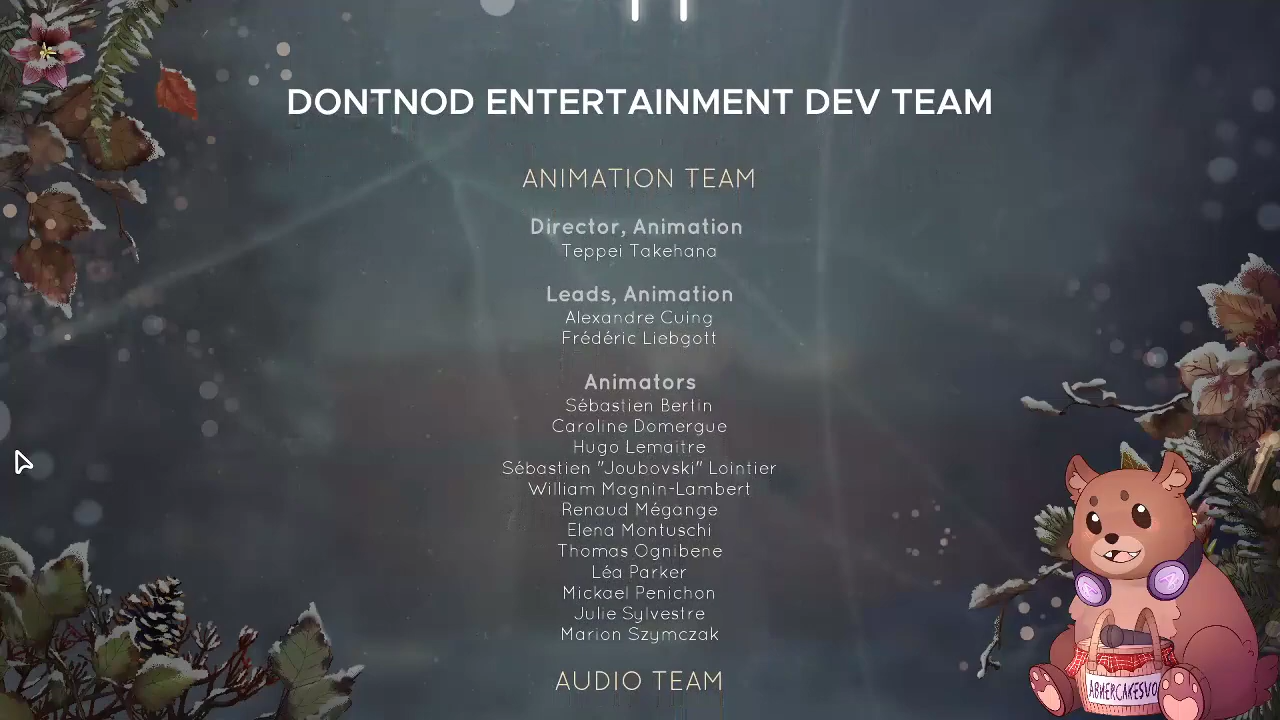 DONTNOD ENTERTAINMENT DEV TEAM
ANIMATION TEAM
Director, Animation
Teppei Takehana
Leads, Animation
Alexandre Cuing
Frédéric Liebgott
Animators
Sébastien Bertin
Caroline Domergue
Hugo Lemaitre
Sébastien "Joubovski" Lointier
William Magnin-Lambert
Renaud Mégange
Elena Montuschi
Thomas Ognibene
Léa Parker
Mickael Penichon
Julie Sylvestre
Marion Szymczak
AUDIO TEAM